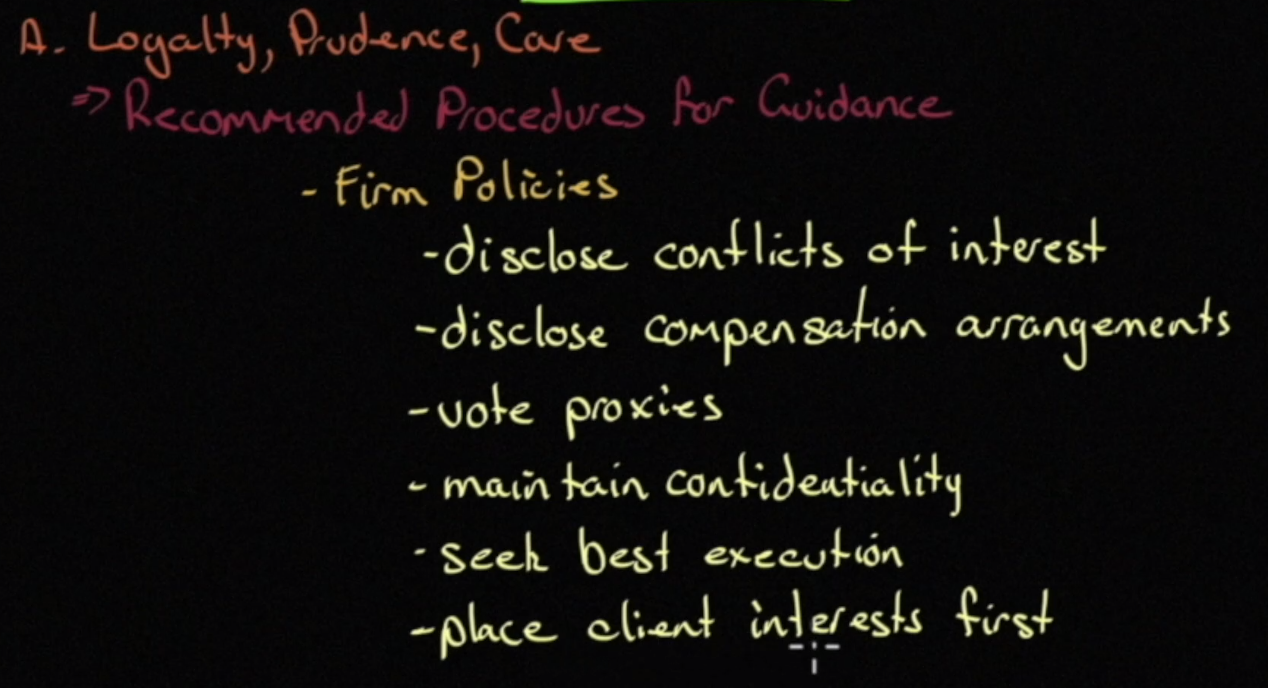 A. Loyalty, Prudence, Care
⇒ Recommended Procedures for Guidance
- Firm Policies
- disclose conflicts of interest
- disclose compensation arrangements
- vote proxies
- maintain confidentiality
- seek best execution
- place client interests first